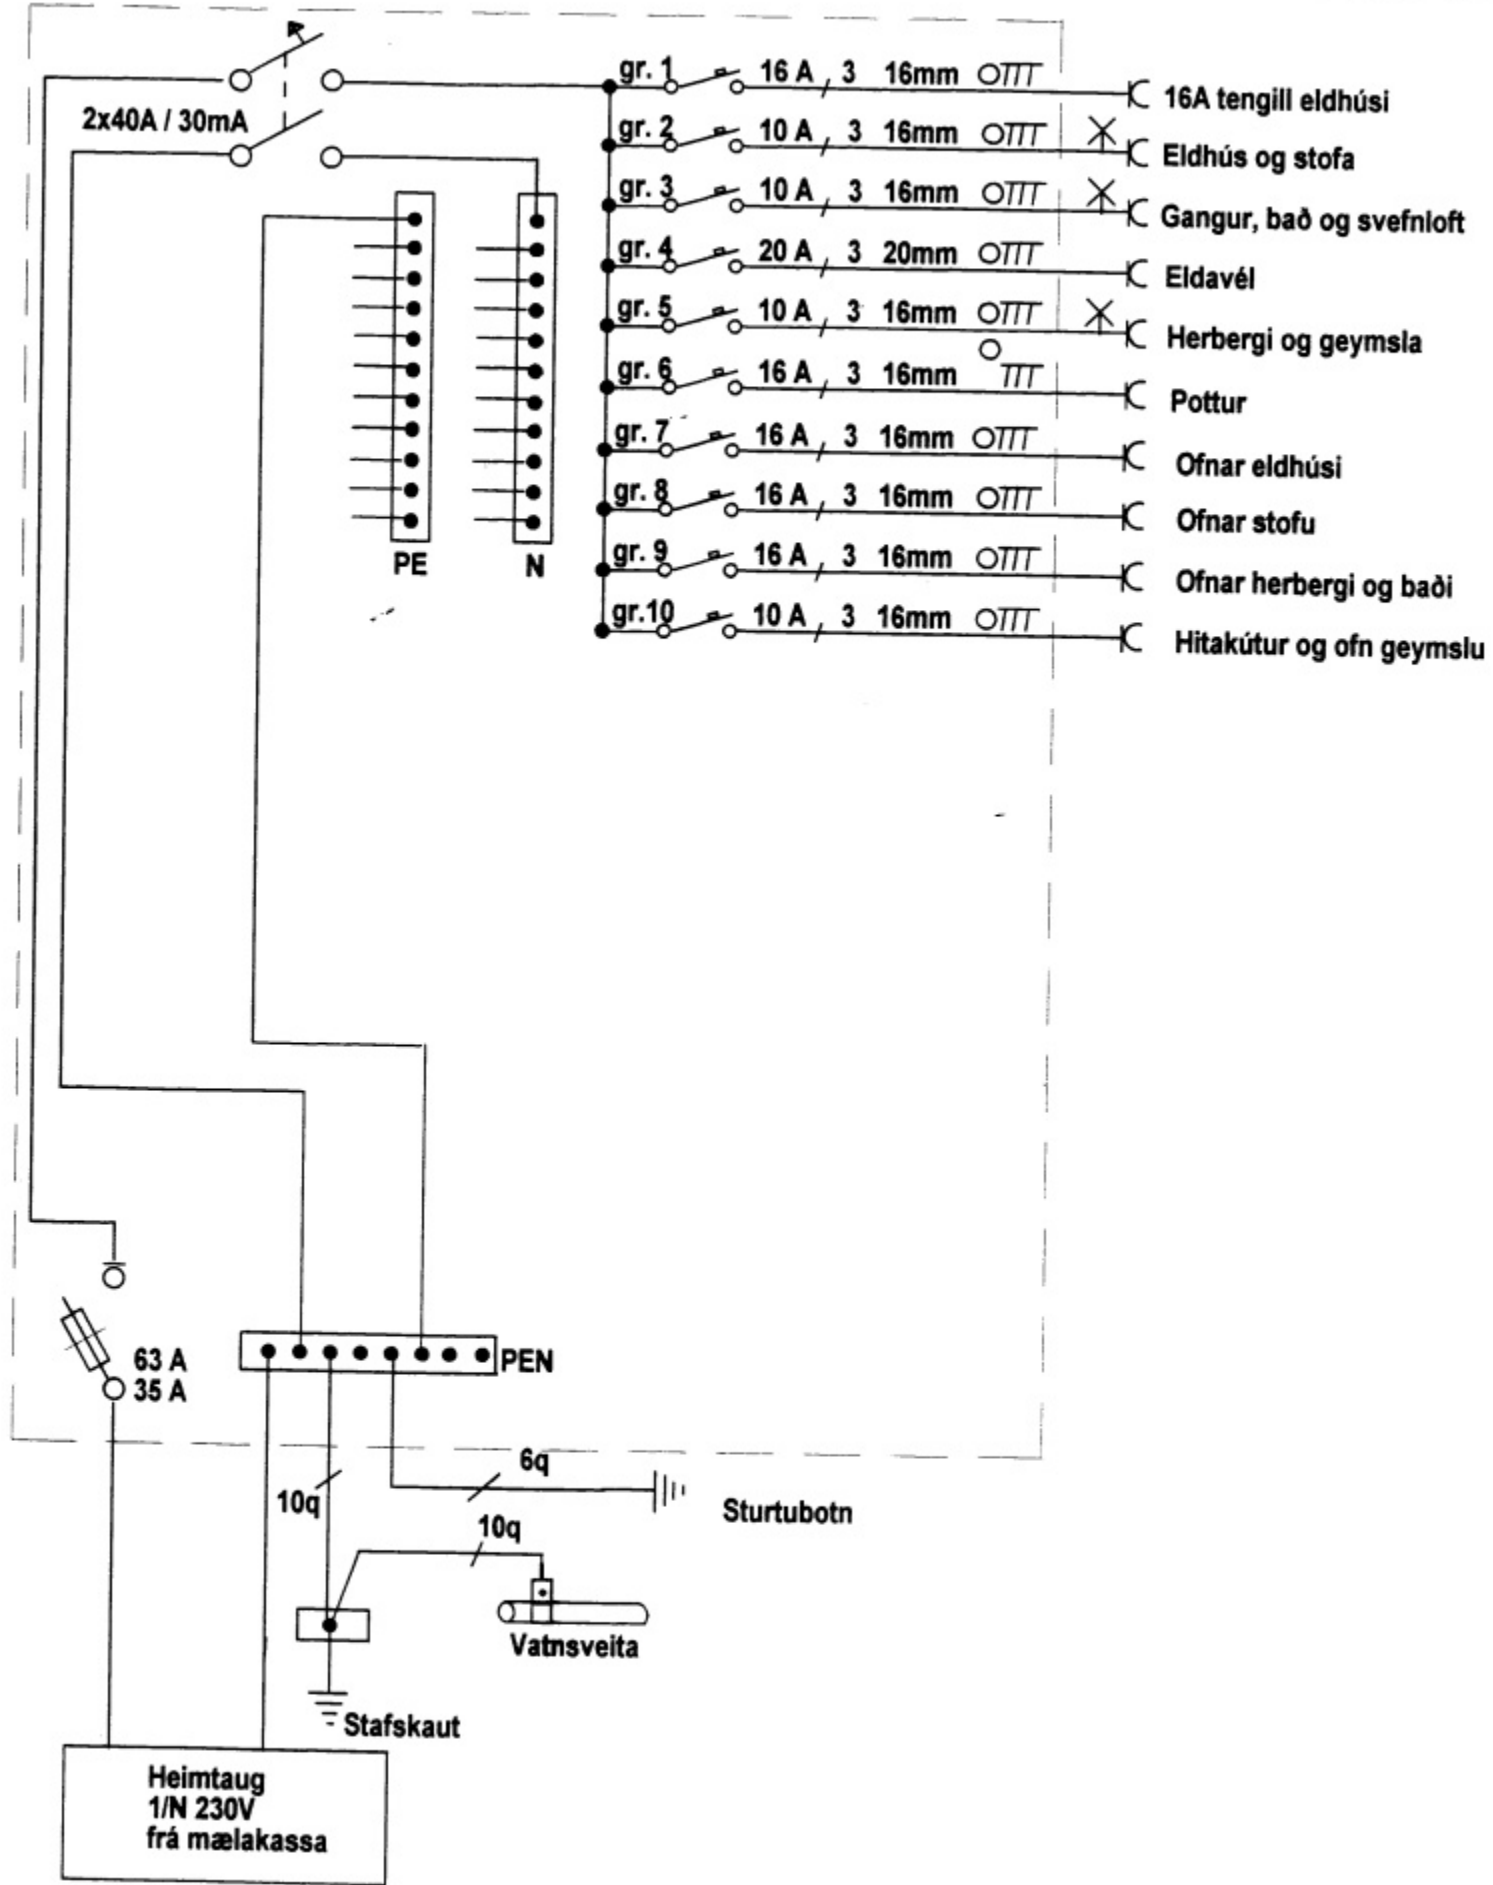 2x40A / 30mA
gr. 1 16 A 3 16mm 16A tengill eldhúsi
gr. 2 10 A 3 16mm Eldhús og stofa
gr. 3 10 A 3 16mm Gangur, bað og svefnloft
gr. 4 20 A 3 20mm Eldavél
gr. 5 10 A 3 16mm Herbergi og geymsla
gr. 6 16 A 3 16mm Pottur
gr. 7 16 A 3 16mm Ofnar eldhúsi
gr. 8 16 A 3 16mm Ofnar stofu
gr. 9 16 A 3 16mm Ofnar herbergi og baði
gr.10 10 A 3 16mm Hitakútur og ofn geymslu
PE N
63 A
35 A
PEN
6q
10q
Sturtubotn
10q
Vatnsveita
Stafskaut
Heimtaug
1/N 230V
frá mælakassa